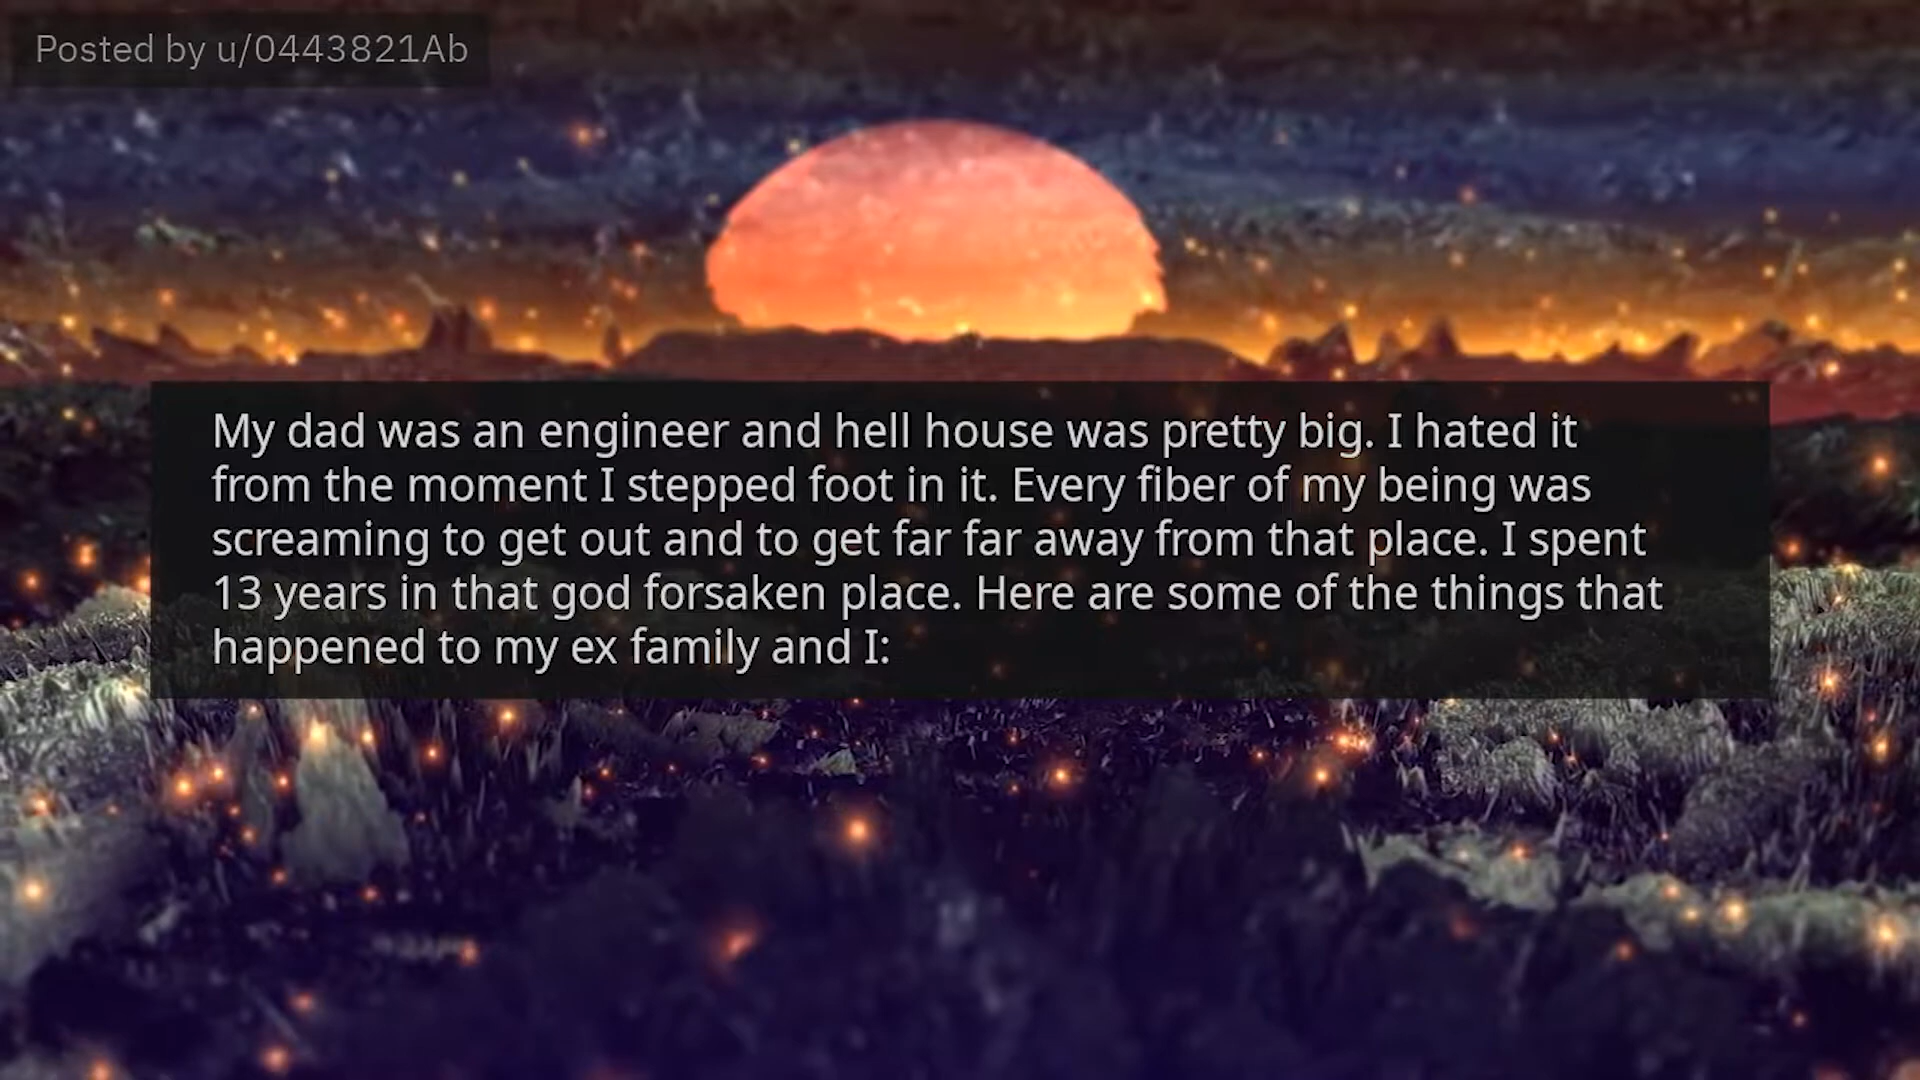 Posted by u/0443821Ab
My dad was an engineer and hell house was pretty big. I hated it
from the moment I stepped foot in it. Every fiber of my being was
screaming to get out and to get far far away from that place. I spent
13 years in that god forsaken place. Here are some of the things that
happened to my ex family and I: